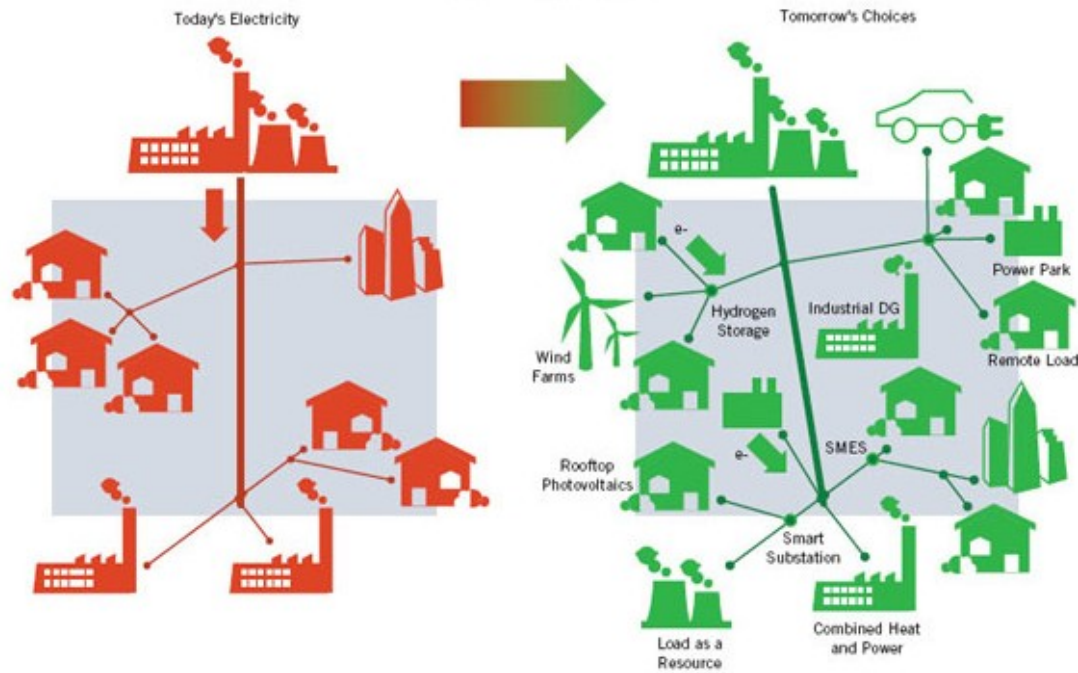 Today's Electricity
Tomorrow's Choices
e-
Power Park
Hydrogen
Storage
Industrial DG
Wind
Farms
Remote Load
SMES
e-
Rooftop
Photovoltaics
Smart
Substation
Load as a
Resource
Combined Heat
and Power